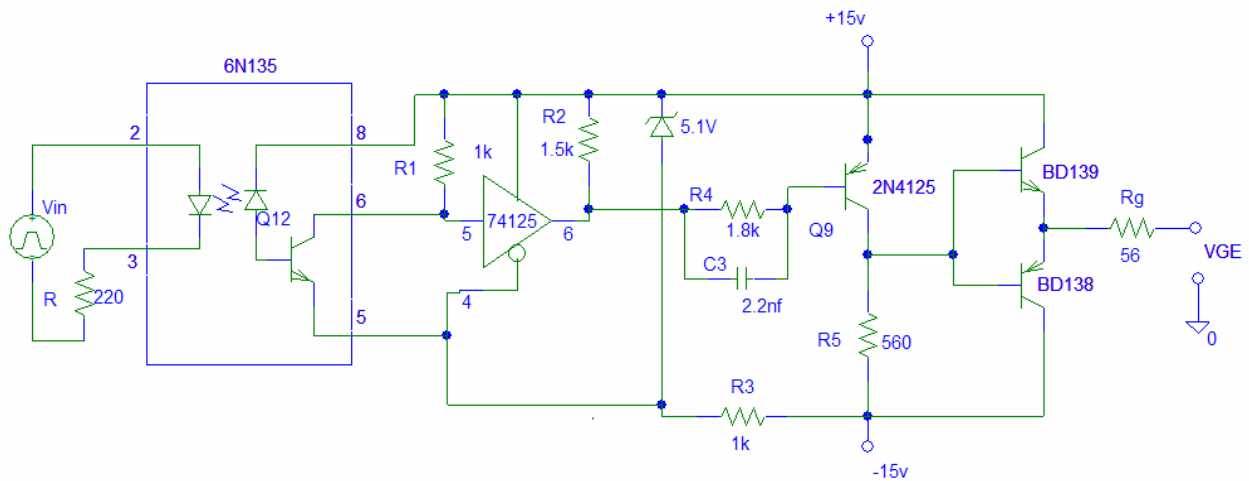 +15v
6N135
2
8
R1
1k
R2
1.5k
5.1V
Vin
Q12
6
5
74125
6
R4
1.8k
2N4125
Q9
BD139
Rg
56
VGE
3
R
220
4
5
C3
2.2nf
BD138
0
R5
560
R3
1k
-15v